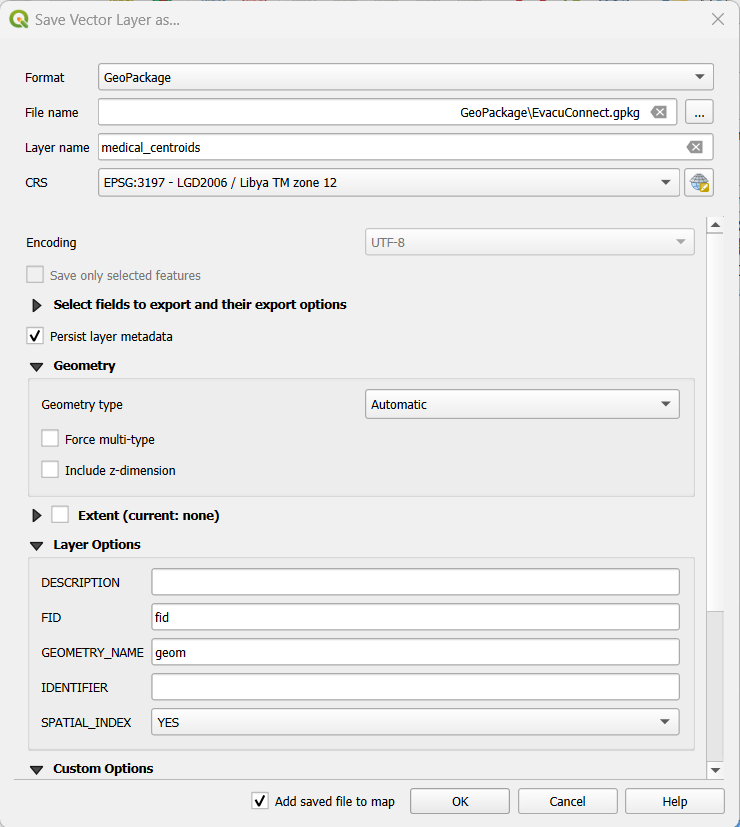 Save Vector Layer as...
Format GeoPackage
File name GeoPackage\EvacuConnect.gpkg ...
Layer name medical_centroids
CRS EPSG:3197 - LGD2006 / Libya TM zone 12
Encoding UTF-8
Save only selected features
Select fields to export and their export options
Persist layer metadata
Geometry
Geometry type Automatic
Force multi-type
Include z-dimension
Extent (current: none)
Layer Options
DESCRIPTION
FID fid
GEOMETRY_NAME geom
IDENTIFIER
SPATIAL_INDEX YES
Custom Options
Add saved file to map OK Cancel Help